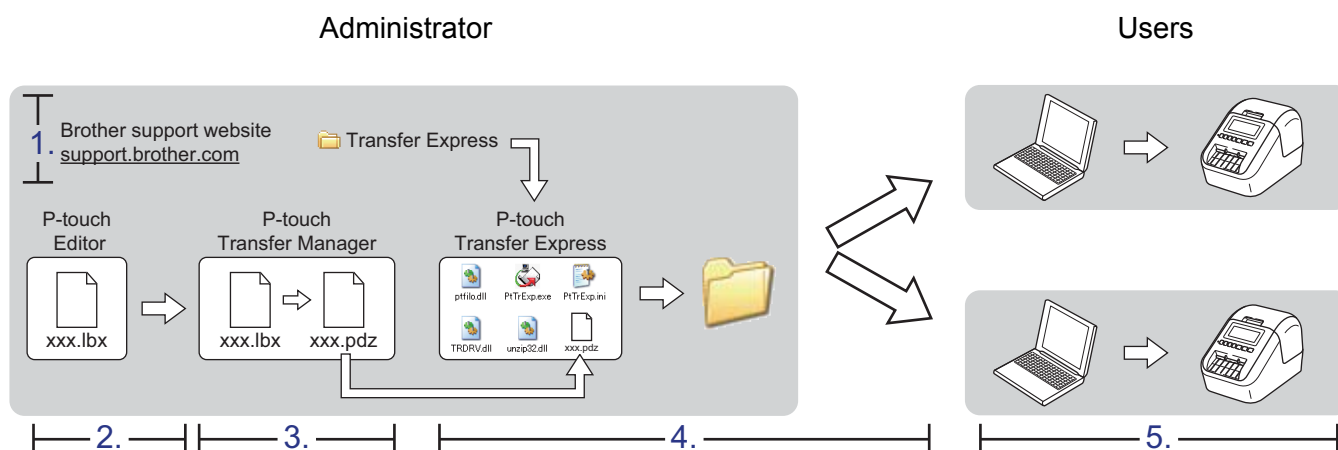 Administrator
Users
1.
Brother support website
support.brother.com
Transfer Express
P-touch
Editor
xxx.lbx
P-touch
Transfer Manager
xxx.lbx
xxx.pdz
P-touch
Transfer Express
ptfilo.dll
PtTrExp.exe
PtTrExp.ini
TRDRV.dll
unzip32.dll
xxx.pdz
2.
3.
4.
5.